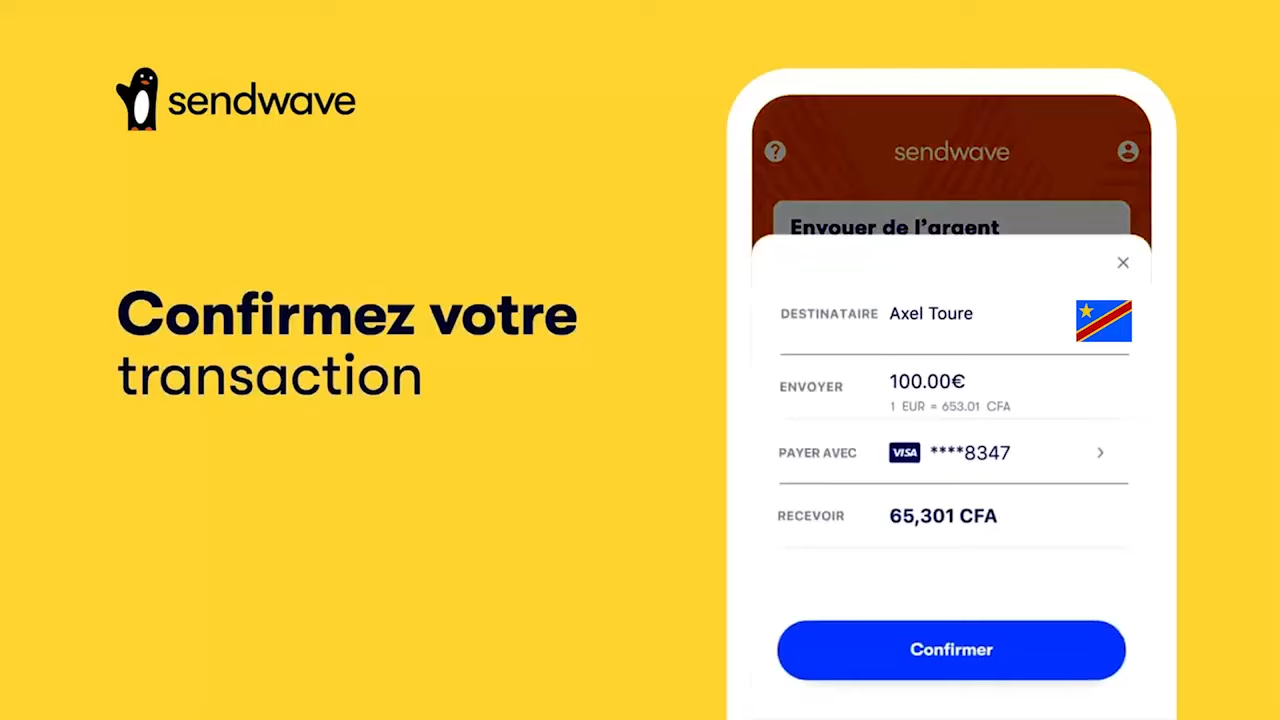 sendwave
Confirmez votre
transaction
?
sendwave
Envoyer de l'argent
DESTINATAIRE Axel Toure
ENVOYER 100.00€
1 EUR = 653.01 CFA
PAYER AVEC VISA ****8347
RECEVOIR 65,301 CFA
Confirmer